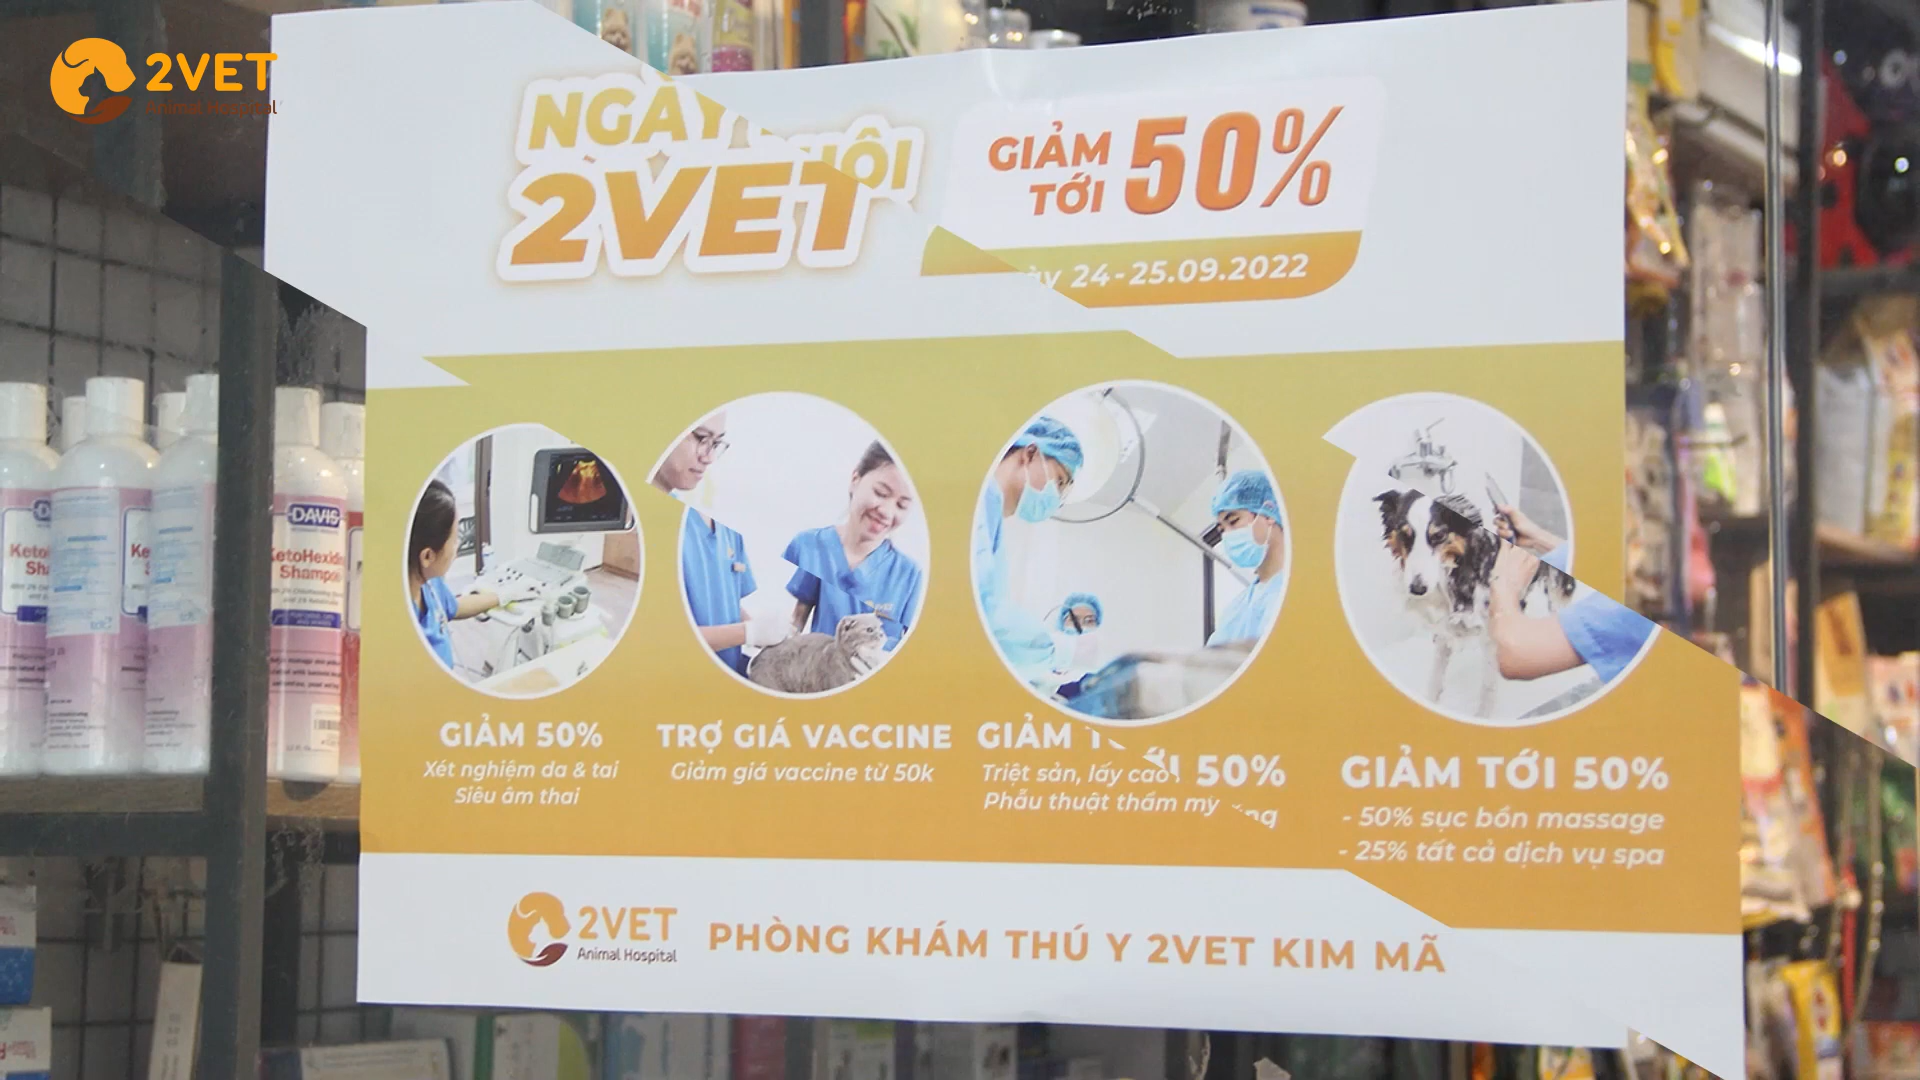 2VET
Animal Hospital
NGÀY
2VET
GIẢM
TỚI 50%
24-25.09.2022
DAVIS
KetoHexidine
Shampoo
GIẢM 50%
Xét nghiệm da & tai
Siêu âm thai
TRỢ GIÁ VACCINE
Giảm giá vaccine từ 50k
GIẢM 50%
Triệt sản, lấy cao
Phẫu thuật thẩm mỹ
GIẢM TỚI 50%
- 50% sục bồn massage
- 25% tất cả dịch vụ spa
2VET
Animal Hospital
PHÒNG KHÁM THÚ Y 2VET KIM MÃ